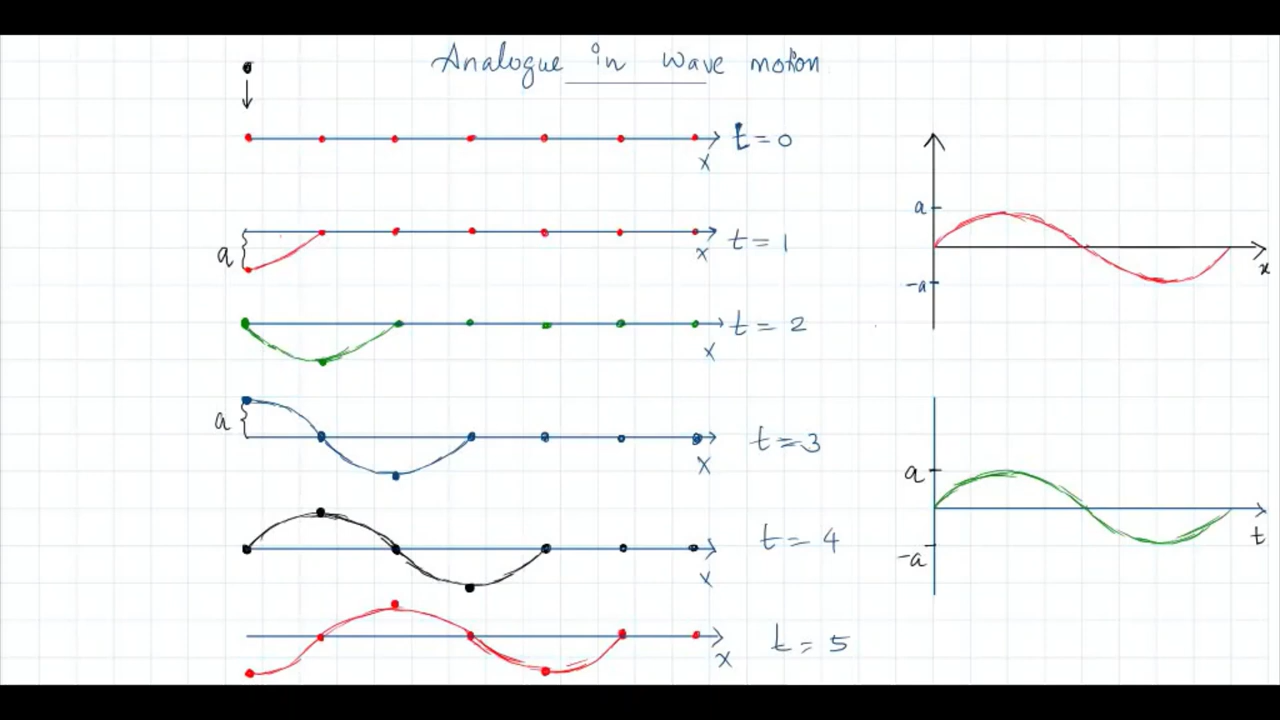 Analogue in wave motion
t = 0
x
a
t = 1
x
t = 2
x
a
t = 3
x
t = 4
x
t = 5
x
a
-a
x
a
-a
t